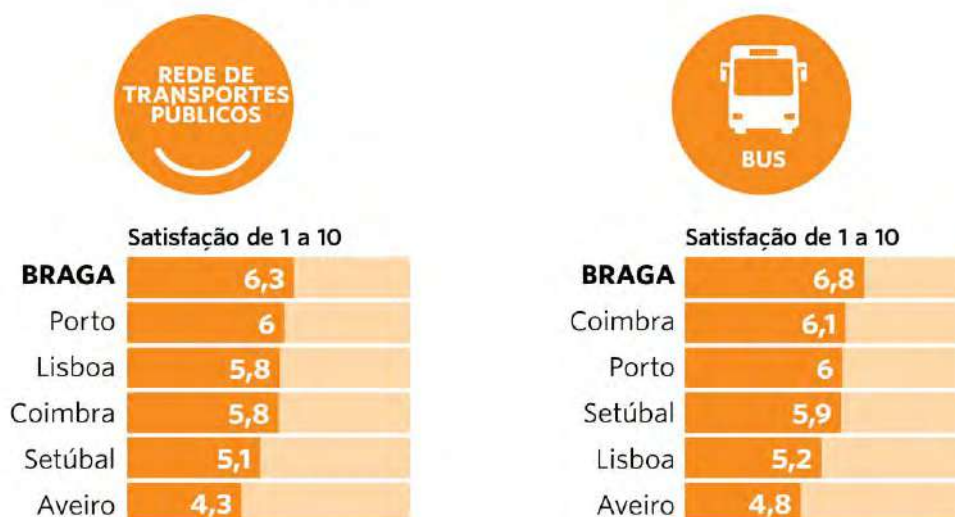 REDE DE
TRANSPORTES
PÚBLICOS
Satisfação de 1 a 10
BRAGA 6,3
Porto 6
Lisboa 5,8
Coimbra 5,8
Setúbal 5,1
Aveiro 4,3
BUS
Satisfação de 1 a 10
BRAGA 6,8
Coimbra 6,1
Porto 6
Setúbal 5,9
Lisboa 5,2
Aveiro 4,8